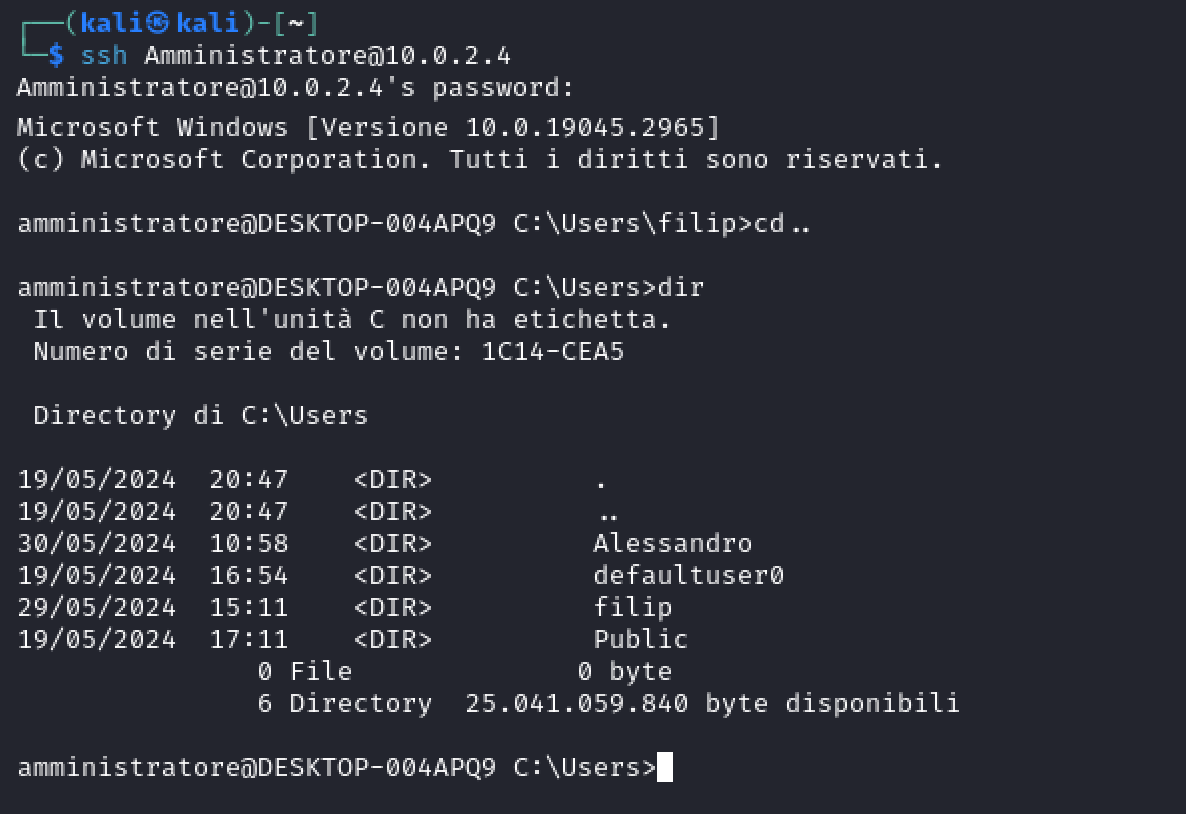 ┌──(kali㉿kali)-[~]
└─$ ssh Amministratore@10.0.2.4
Amministratore@10.0.2.4's password:
Microsoft Windows [Versione 10.0.19045.2965]
(c) Microsoft Corporation. Tutti i diritti sono riservati.
amministratore@DESKTOP-004APQ9 C:\Users\filip>cd..
amministratore@DESKTOP-004APQ9 C:\Users>dir
 Il volume nell'unità C non ha etichetta.
 Numero di serie del volume: 1C14-CEA5
 Directory di C:\Users
19/05/2024  20:47    <DIR>          .
19/05/2024  20:47    <DIR>          ..
30/05/2024  10:58    <DIR>          Alessandro
19/05/2024  16:54    <DIR>          defaultuser0
29/05/2024  15:11    <DIR>          filip
19/05/2024  17:11    <DIR>          Public
               0 File              0 byte
               6 Directory  25.041.059.840 byte disponibili
amministratore@DESKTOP-004APQ9 C:\Users>